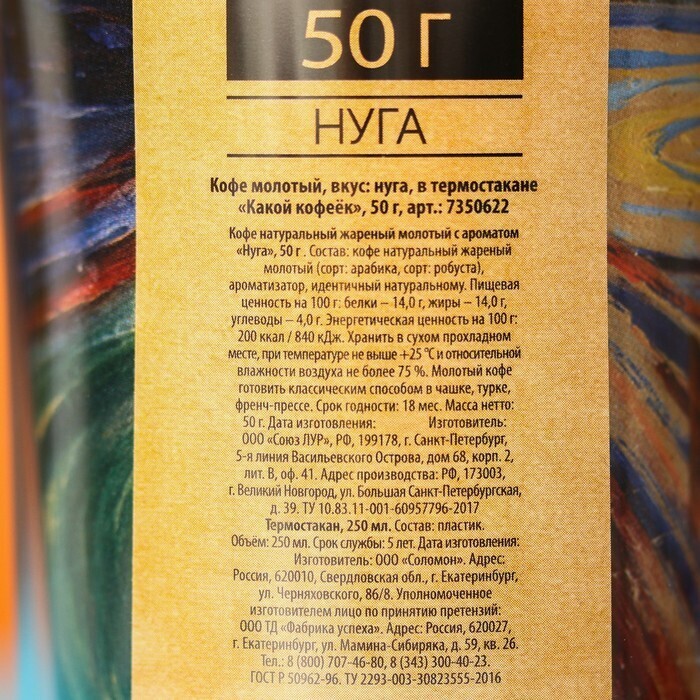 50 Г
НУГА
Кофе молотый, вкус: нуга, в термостакане
«Какой кофеёк», 50 г, арт.: 7350622
Кофе натуральный жареный молотый с ароматом
«Нуга», 50 г . Состав: кофе натуральный жареный
молотый (сорт: арабика, сорт: робуста),
ароматизатор, идентичный натуральному. Пищевая
ценность на 100 г: белки – 14,0 г, жиры – 14,0 г,
углеводы – 4,0 г. Энергетическая ценность на 100 г:
200 ккал / 840 кДж. Хранить в сухом прохладном
месте, при температуре не выше +25 °С и относительной
влажности воздуха не более 75 %. Молотый кофе
готовить классическим способом в чашке, турке,
френч-прессе. Срок годности: 18 мес. Масса нетто:
50 г. Дата изготовления: Изготовитель:
ООО «Союз ЛУР», РФ, 199178, г. Санкт-Петербург,
5-я линия Васильевского Острова, дом 68, корп. 2,
лит. В, оф. 41. Адрес производства: РФ, 173003,
г. Великий Новгород, ул. Большая Санкт-Петербургская,
д. 39. ТУ 10.83.11-001-60957796-2017
Термостакан, 250 мл. Состав: пластик.
Объём: 250 мл. Срок службы: 5 лет. Дата изготовления:
Изготовитель: ООО «Соломон». Адрес:
Россия, 620010, Свердловская обл., г. Екатеринбург,
ул. Черняховского, 86/8. Уполномоченное
изготовителем лицо по принятию претензий:
ООО ТД «Фабрика успеха». Адрес: Россия, 620027,
г. Екатеринбург, ул. Мамина-Сибиряка, д. 59, кв. 26.
Тел.: 8 (800) 707-46-80, 8 (343) 300-40-23.
ГОСТ Р 50962-96. ТУ 2293-003-30823555-2016